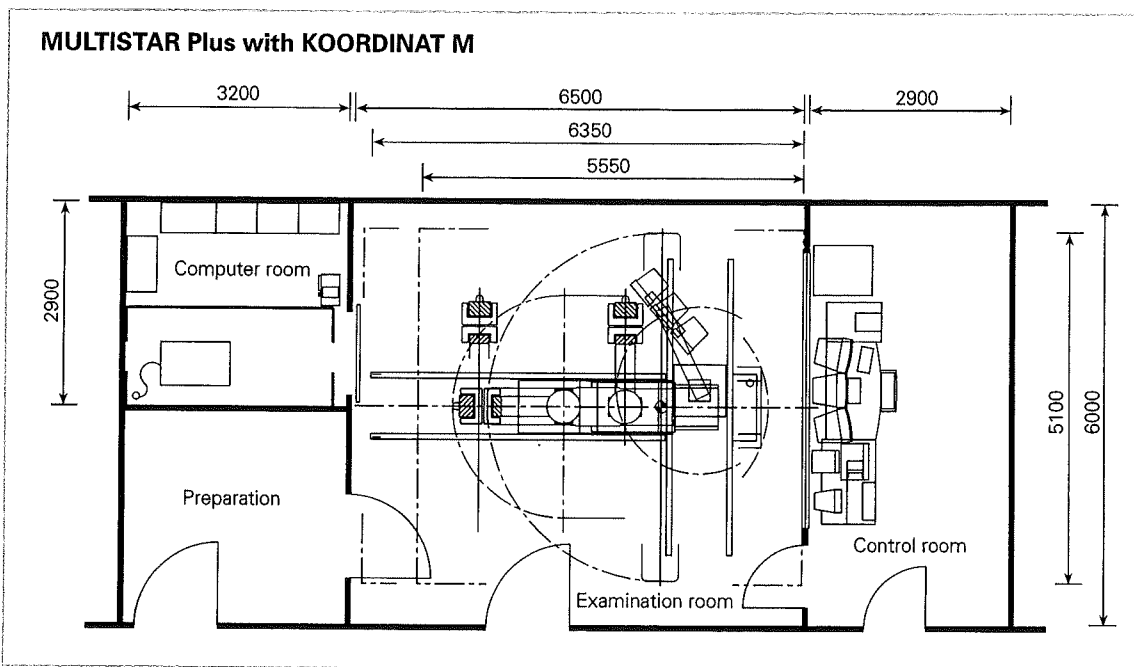 MULTISTAR Plus with KOORDINAT M
3200
6500
2900
6350
5550
Computer room
2900
5100
6000
Preparation
Control room
Examination room